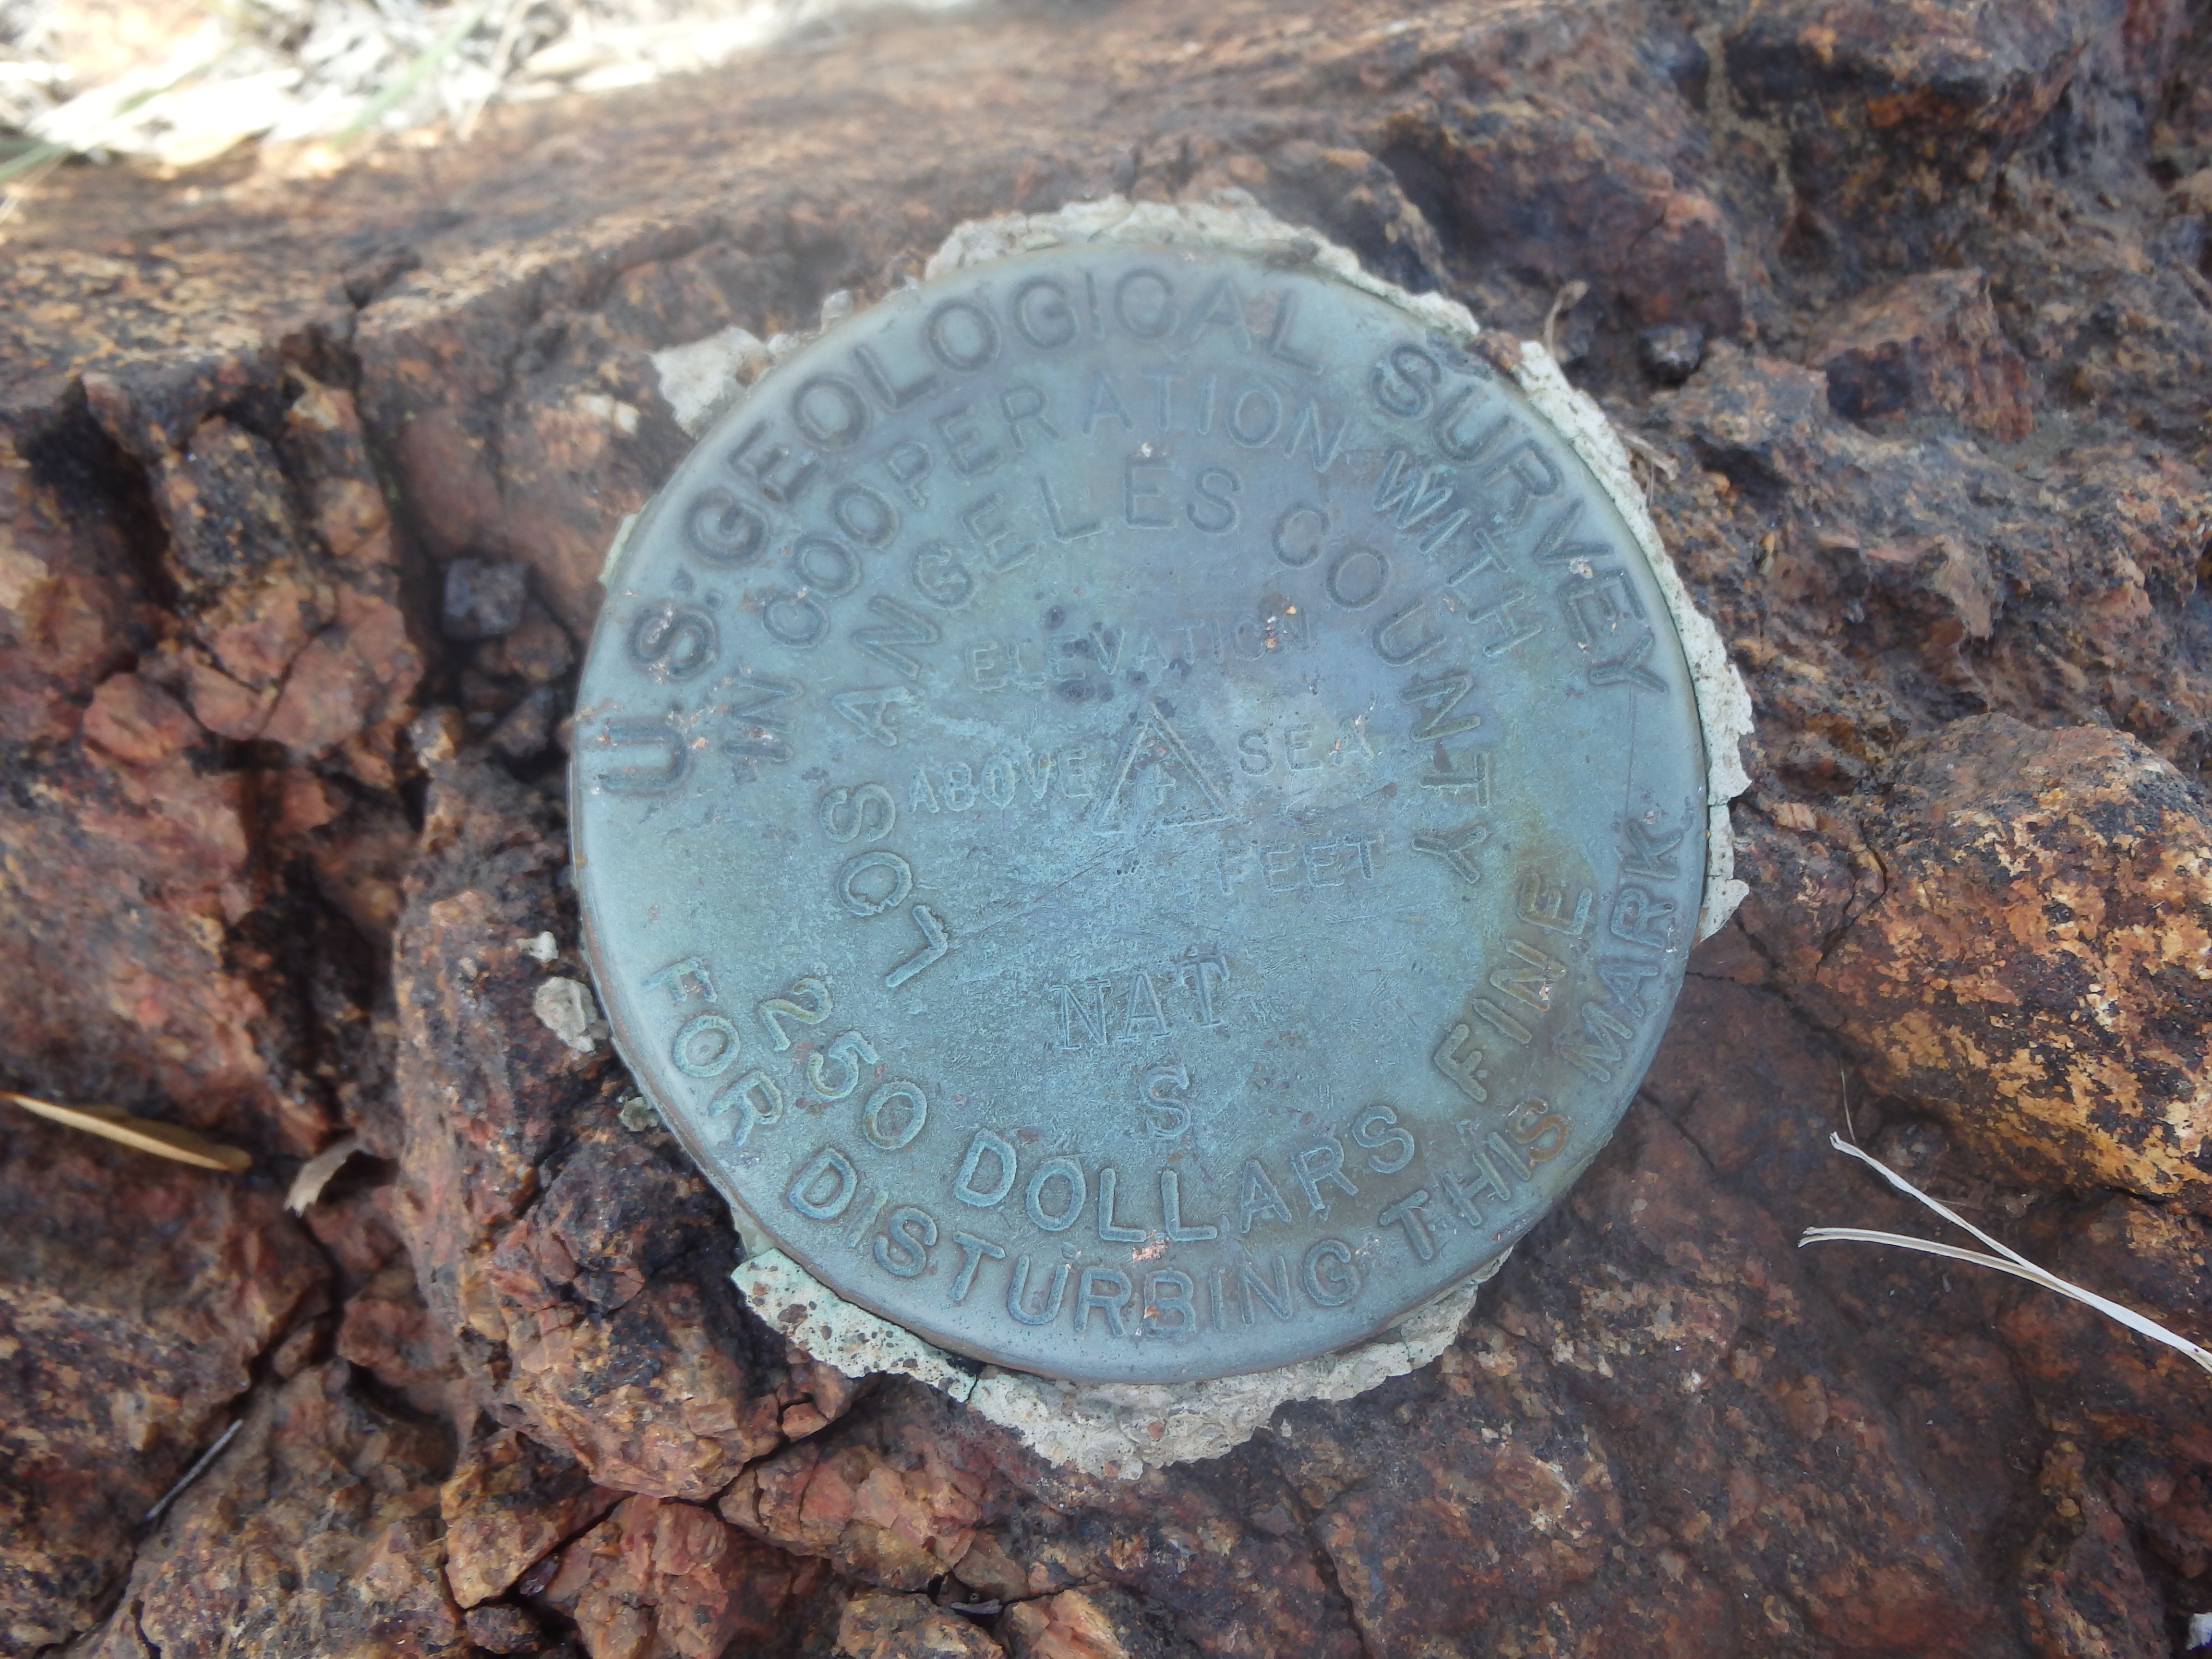 U.S. GEOLOGICAL SURVEY
IN COOPERATION WITH
LOS ANGELES COUNTY
ELEVATION
ABOVE SEA
FEET
NAT
S
250 DOLLARS FINE
FOR DISTURBING THIS MARK